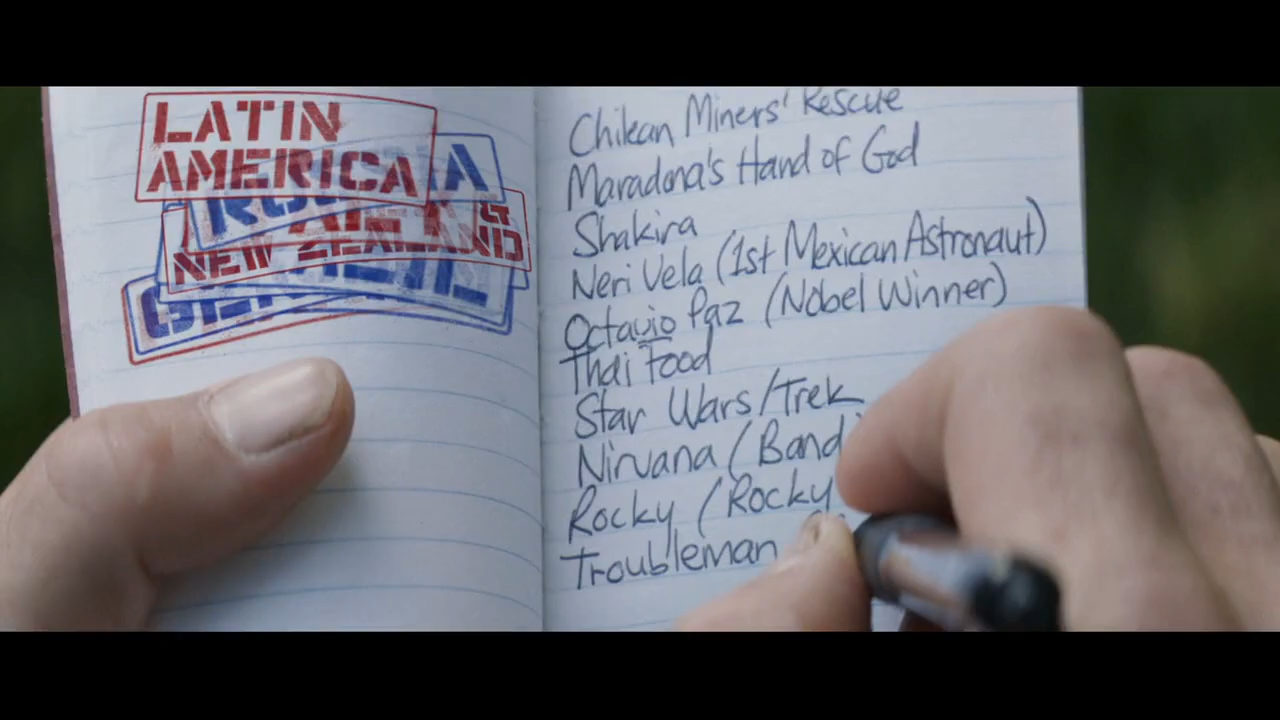 LATIN
AMERICA
A
&
NEW ZEALAND
Chilean Miners' Rescue
Maradona's Hand of God
Shakira
Neri Vela (1st Mexican Astronaut)
Octavio Paz (Nobel Winner)
Thai Food
Star Wars/Trek
Nirvana (Band
Rocky (Rocky
Troubleman